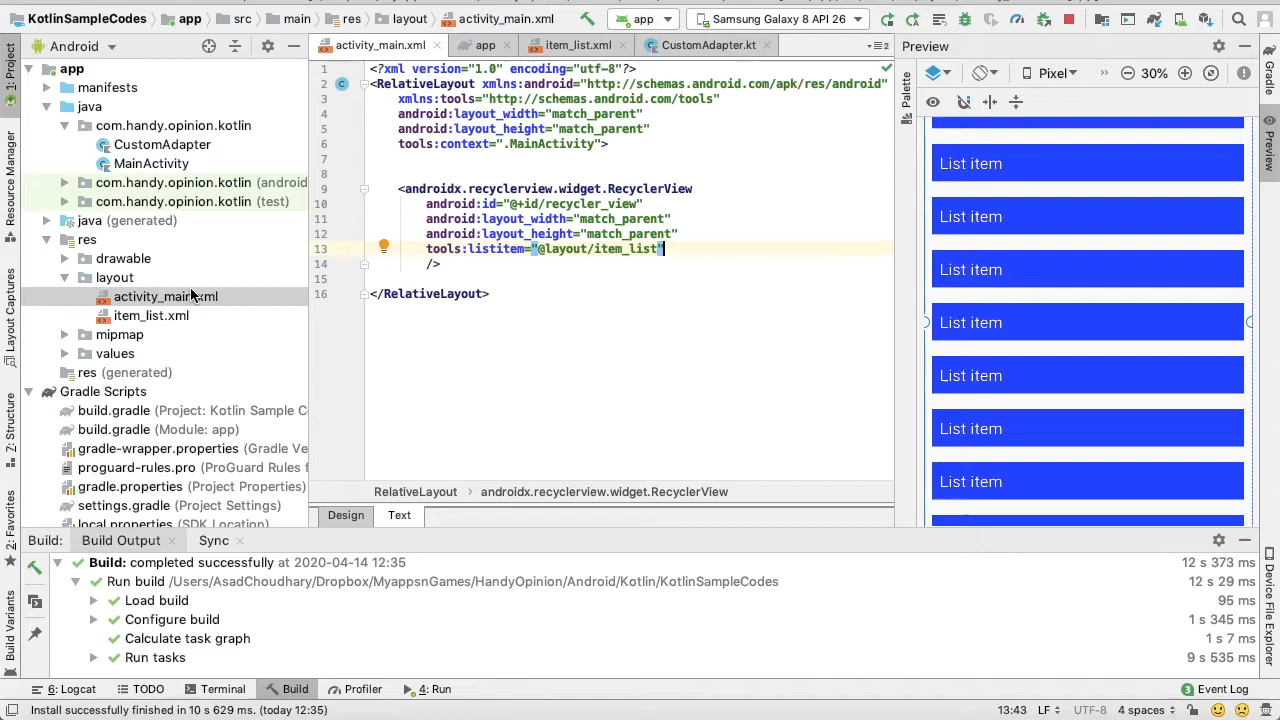 KotlinSampleCodes app src main res layout activity_main.xml app Samsung Galaxy 8 API 26
1: Project
Resource Manager
Layout Captures
Z: Structure
2: Favorites
Build Variants
Android
app
manifests
java
com.handy.opinion.kotlin
CustomAdapter
MainActivity
com.handy.opinion.kotlin (android
com.handy.opinion.kotlin (test)
java (generated)
res
drawable
layout
activity_main.xml
item_list.xml
mipmap
values
res (generated)
Gradle Scripts
build.gradle (Project: Kotlin Sample C
build.gradle (Module: app)
gradle-wrapper.properties (Gradle Ve
proguard-rules.pro (ProGuard Rules f
gradle.properties (Project Properties)
settings.gradle (Project Settings)
local.properties (SDK Location)
activity_main.xml app item_list.xml CustomAdapter.kt 2
1 <?xml version="1.0" encoding="utf-8"?>
2 <RelativeLayout xmlns:android="http://schemas.android.com/apk/res/android"
3 xmlns:tools="http://schemas.android.com/tools"
4 android:layout_width="match_parent"
5 android:layout_height="match_parent"
6 tools:context=".MainActivity">
7
8
9 <androidx.recyclerview.widget.RecyclerView
10 android:id="@+id/recycler_view"
11 android:layout_width="match_parent"
12 android:layout_height="match_parent"
13 tools:listitem="@layout/item_list"
14 />
15
16 </RelativeLayout>
RelativeLayout androidx.recyclerview.widget.RecyclerView
Design Text
Preview
Palette
Pixel 30%
List item
List item
List item
List item
List item
List item
List item
Gradle
Preview
Device File Explorer
Build: Build Output Sync
Build: completed successfully at 2020-04-14 12:35 12 s 373 ms
Run build /Users/AsadChoudhary/Dropbox/MyappsnGames/HandyOpinion/Android/Kotlin/KotlinSampleCodes 12 s 29 ms
Load build 95 ms
Configure build 1 s 345 ms
Calculate task graph 1 s 7 ms
Run tasks 9 s 535 ms
6: Logcat TODO Terminal Build Profiler 4: Run 3 Event Log
Install successfully finished in 10 s 629 ms. (today 12:35) 13:43 LF UTF-8 4 spaces